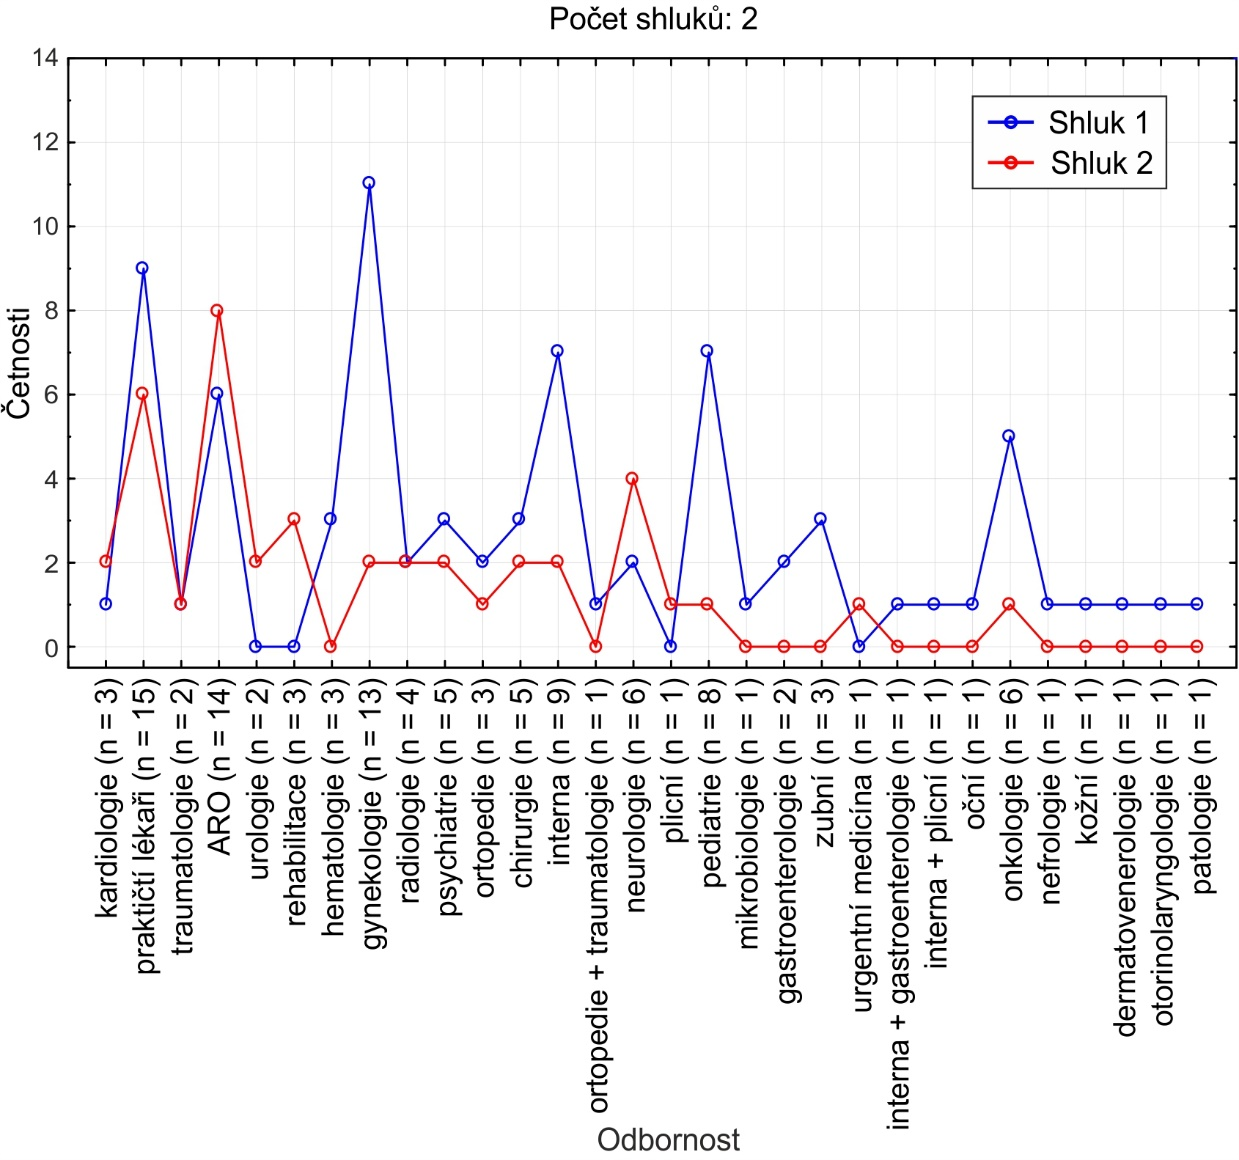 Počet shluků: 2
14
12
10
8
6
4
2
0
Četnosti
Shluk 1
Shluk 2
kardiologie (n = 3)
praktičtí lékaři (n = 15)
traumatologie (n = 2)
ARO (n = 14)
urologie (n = 2)
rehabilitace (n = 3)
hematologie (n = 3)
gynekologie (n = 13)
radiologie (n = 4)
psychiatrie (n = 5)
ortopedie (n = 3)
chirurgie (n = 5)
interna (n = 9)
ortopedie + traumatologie (n = 1)
neurologie (n = 6)
plicní (n = 1)
pediatrie (n = 8)
mikrobiologie (n = 1)
gastroenterologie (n = 2)
zubní (n = 3)
urgentní medicína (n = 1)
interna + gastroenterologie (n = 1)
interna + plicní (n = 1)
oční (n = 1)
onkologie (n = 6)
nefrologie (n = 1)
kožní (n = 1)
dermatovenerologie (n = 1)
otorinolaryngologie (n = 1)
patologie (n = 1)
Odbornost